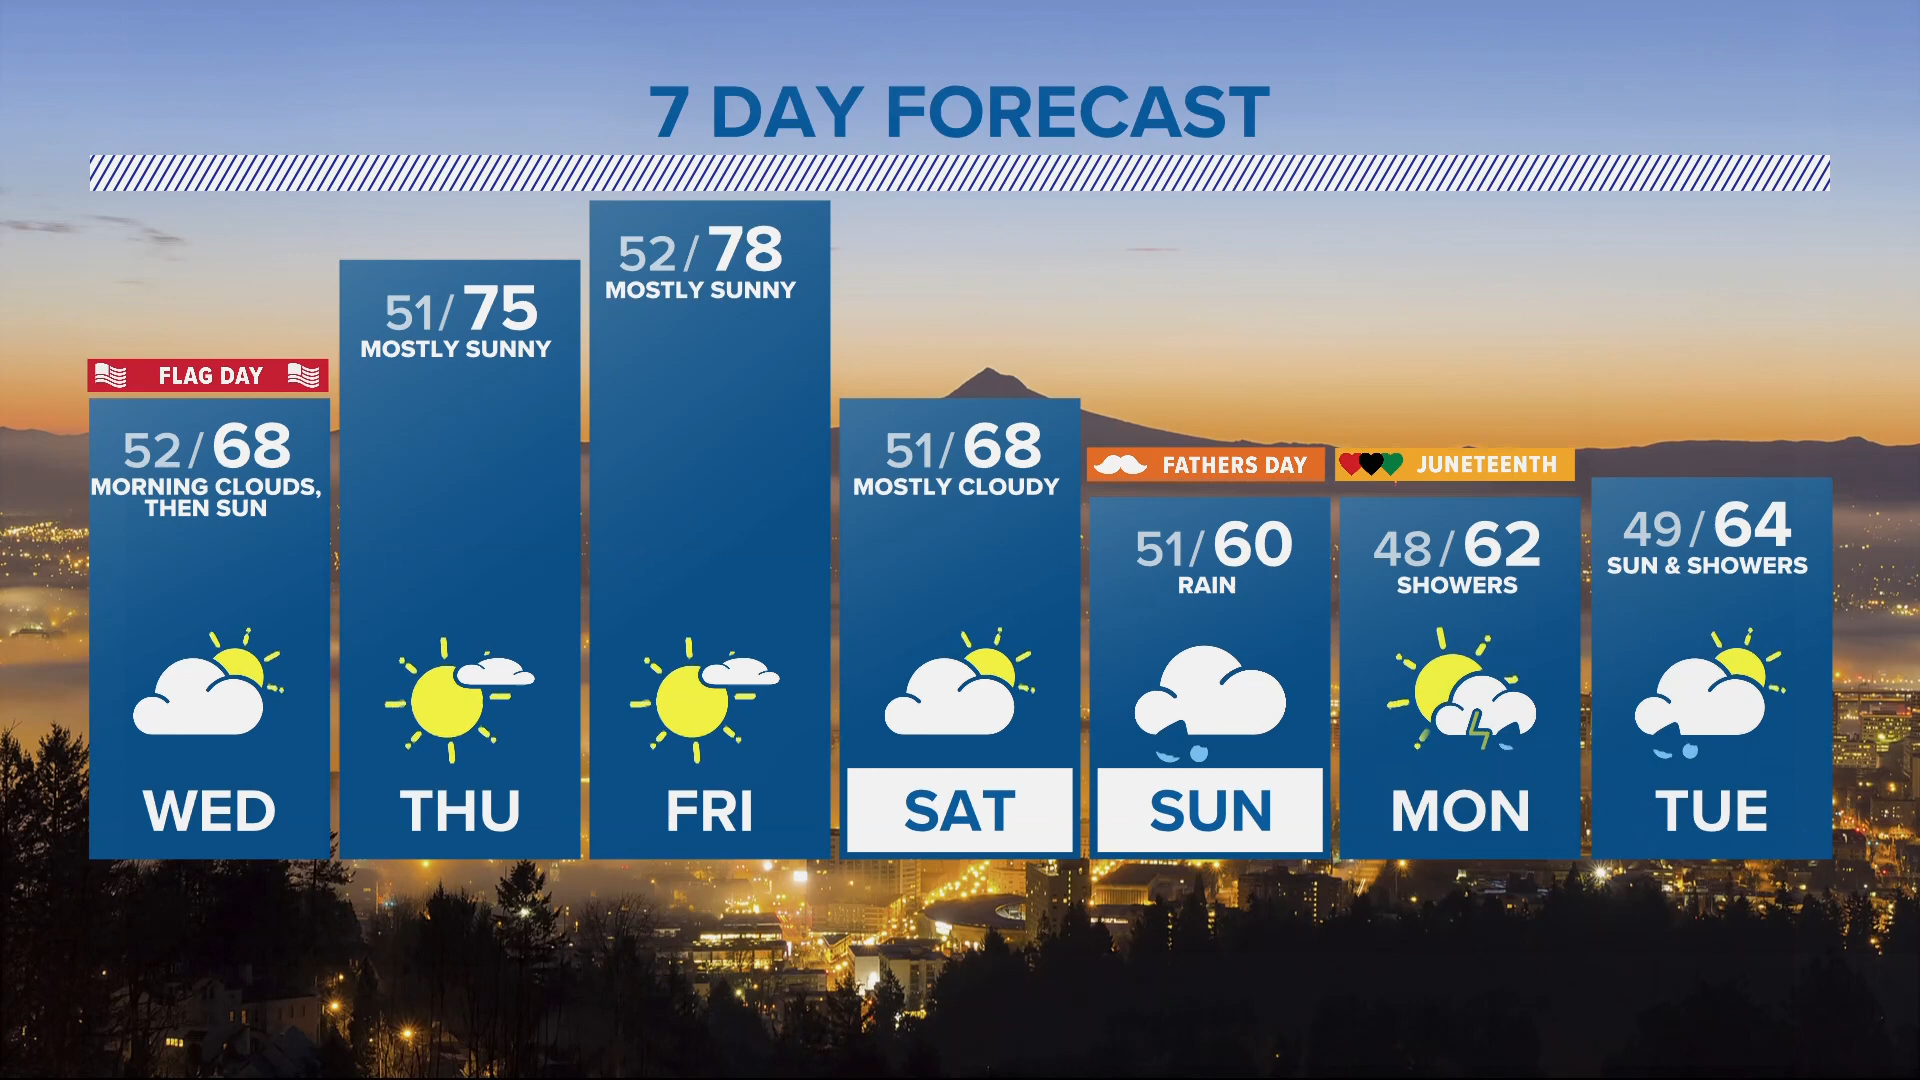 7 DAY FORECAST
FLAG DAY
52/68
MORNING CLOUDS,
THEN SUN
WED
51/75
MOSTLY SUNNY
THU
52/78
MOSTLY SUNNY
FRI
51/68
MOSTLY CLOUDY
SAT
FATHERS DAY
51/60
RAIN
SUN
JUNETEENTH
48/62
SHOWERS
MON
49/64
SUN & SHOWERS
TUE